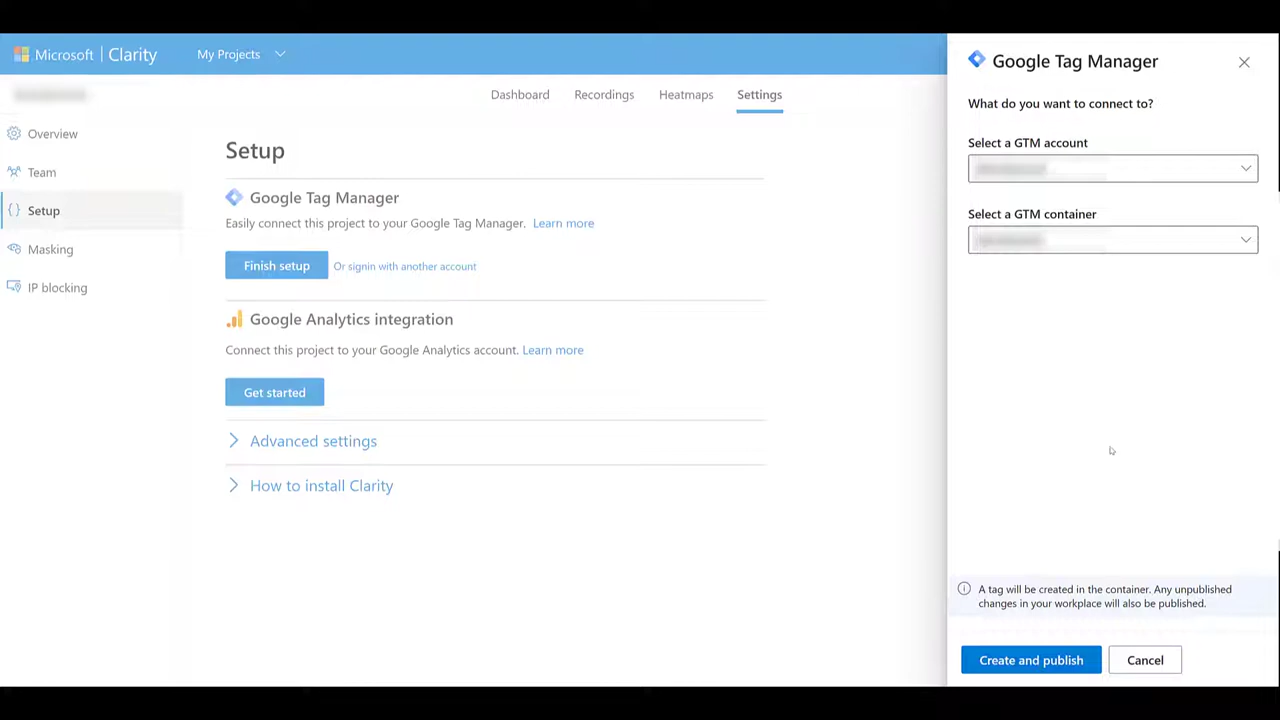 Microsoft | Clarity
My Projects
Dashboard
Recordings
Heatmaps
Settings
Overview
Team
Setup
Masking
IP blocking
Setup
Google Tag Manager
Easily connect this project to your Google Tag Manager. Learn more
Finish setup
Or signin with another account
Google Analytics integration
Connect this project to your Google Analytics account. Learn more
Get started
Advanced settings
How to install Clarity
Google Tag Manager
What do you want to connect to?
Select a GTM account
Select a GTM container
A tag will be created in the container. Any unpublished
changes in your workplace will also be published.
Create and publish
Cancel